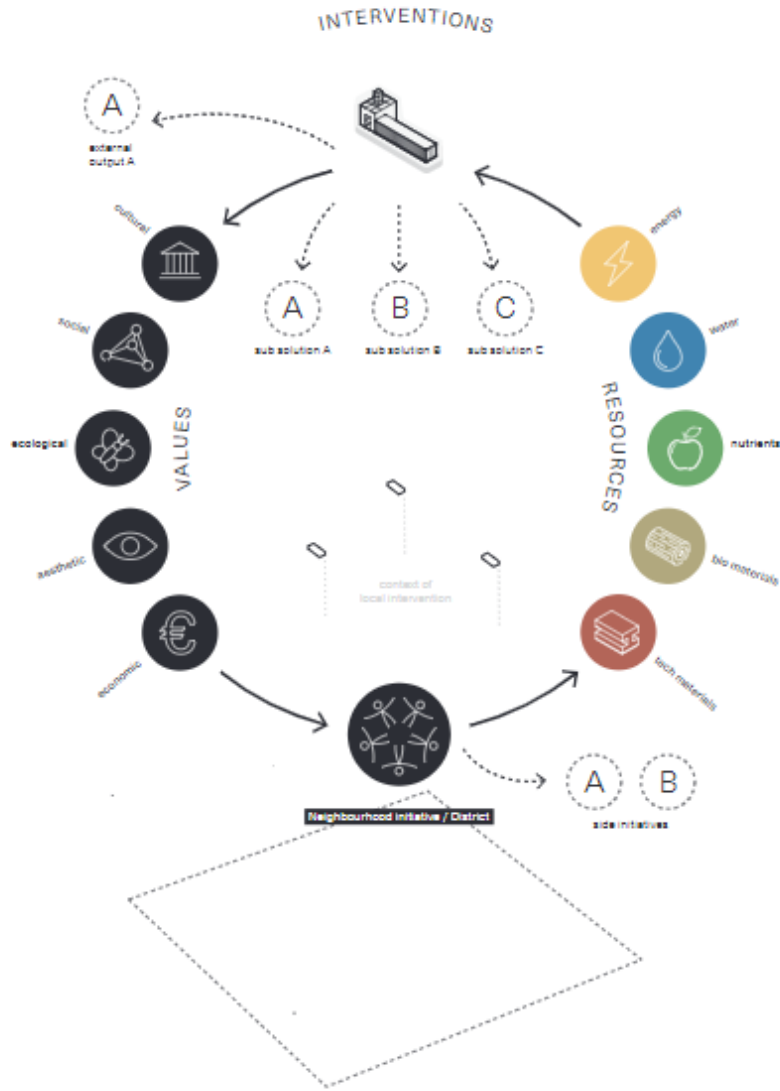 INTERVENTIONS
A
external
output A
cultural
energy
A
B
C
sub solution A
sub solution B
sub solution C
social
water
VALUES
RESOURCES
ecological
nutrients
aesthetic
bio materials
context of
local intervention
economic
tech materials
A
B
side initiatives
Neighbourhood initiative / District